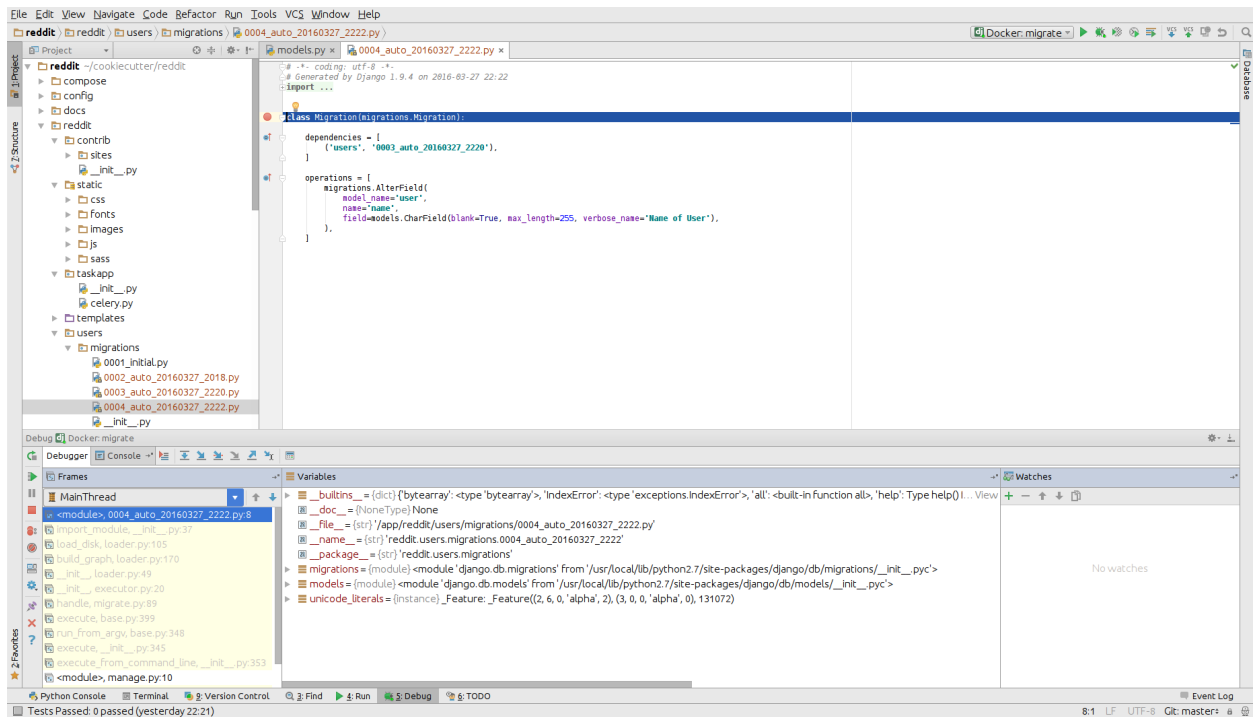 File Edit View Navigate Code Refactor Run Tools VCS Window Help
reddit reddit users migrations 0004_auto_20160327_2222.py Docker: migrate
Project models.py × 0004_auto_20160327_2222.py ×
1: Project
Z: Structure
2: Favorites
Database
reddit ~/cookiecutter/reddit
compose
config
docs
reddit
contrib
sites
__init__.py
static
css
fonts
images
js
sass
taskapp
__init__.py
celery.py
templates
users
migrations
0001_initial.py
0002_auto_20160327_2018.py
0003_auto_20160327_2220.py
0004_auto_20160327_2222.py
__init__.py
# -*- coding: utf-8 -*-
# Generated by Django 1.9.4 on 2016-03-27 22:22
import ...
class Migration(migrations.Migration):
dependencies = [
('users', '0003_auto_20160327_2220'),
]
operations = [
migrations.AlterField(
model_name='user',
name='name',
field=models.CharField(blank=True, max_length=255, verbose_name='Name of User'),
),
]
Debug Docker: migrate
Debugger Console
Frames
MainThread
<module>, 0004_auto_20160327_2222.py:8
import_module, __init__.py:37
load_disk, loader.py:105
build_graph, loader.py:170
__init__, loader.py:49
__init__, executor.py:20
handle, migrate.py:89
execute, base.py:399
run_from_argv, base.py:348
execute, __init__.py:345
execute_from_command_line, __init__.py:353
<module>, manage.py:10
Variables
__builtins__ = {dict} {'bytearray': <type 'bytearray'>, 'IndexError': <type 'exceptions.IndexError'>, 'all': <built-in function all>, 'help': Type help() I... View
__doc__ = {NoneType} None
__file__ = {str} '/app/reddit/users/migrations/0004_auto_20160327_2222.py'
__name__ = {str} 'reddit.users.migrations.0004_auto_20160327_2222'
__package__ = {str} 'reddit.users.migrations'
migrations = {module} <module 'django.db.migrations' from '/usr/local/lib/python2.7/site-packages/django/db/migrations/__init__.pyc'>
models = {module} <module 'django.db.models' from '/usr/local/lib/python2.7/site-packages/django/db/models/__init__.pyc'>
unicode_literals = {instance} _Feature: _Feature((2, 6, 0, 'alpha', 2), (3, 0, 0, 'alpha', 0), 131072)
Watches
No watches
Python Console Terminal 9: Version Control 3: Find 4: Run 5: Debug 6: TODO Event Log
Tests Passed: 0 passed (yesterday 22:21) 8:1 LF UTF-8 Git: master